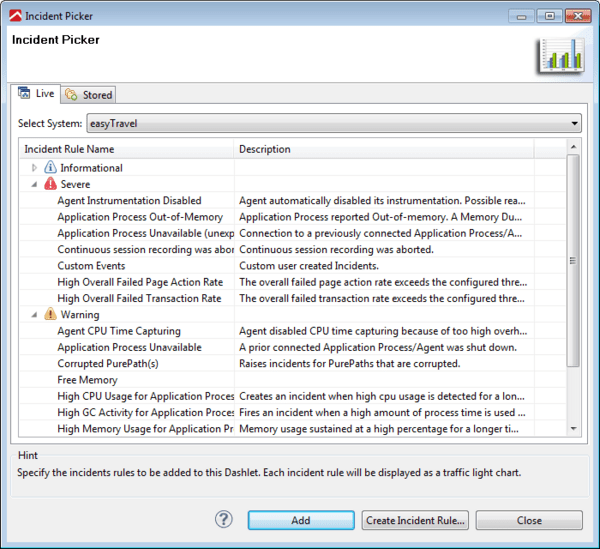 Incident Picker
Incident Picker
Live Stored
Select System: easyTravel
Incident Rule Name Description
Informational
Severe
Agent Instrumentation Disabled Agent automatically disabled its instrumentation. Possible rea...
Application Process Out-of-Memory Application Process reported Out-of-memory. A Memory Du...
Application Process Unavailable (unexp Connection to a previously connected Application Process/A...
Continuous session recording was abor Continuous session recording was aborted.
Custom Events Custom user created Incidents.
High Overall Failed Page Action Rate The overall failed page action rate exceeds the configured thre...
High Overall Failed Transaction Rate The overall failed transaction rate exceeds the configured thre...
Warning
Agent CPU Time Capturing Agent disabled CPU time capturing because of too high overh...
Application Process Unavailable A prior connected Application Process/Agent was shut down.
Corrupted PurePath(s) Raises incidents for PurePaths that are corrupted.
Free Memory
High CPU Usage for Application Proces Creates an incident when high cpu usage is detected for a lon...
High GC Activity for Application Proces Fires an incident when a high amount of process time is used ...
High Memory Usage for Application Pr Memory usage sustained at a high percentage for a longer ti...
Hint
Specify the incidents rules to be added to this Dashlet. Each incident rule will be displayed as a traffic light chart.
? Add Create Incident Rule... Close